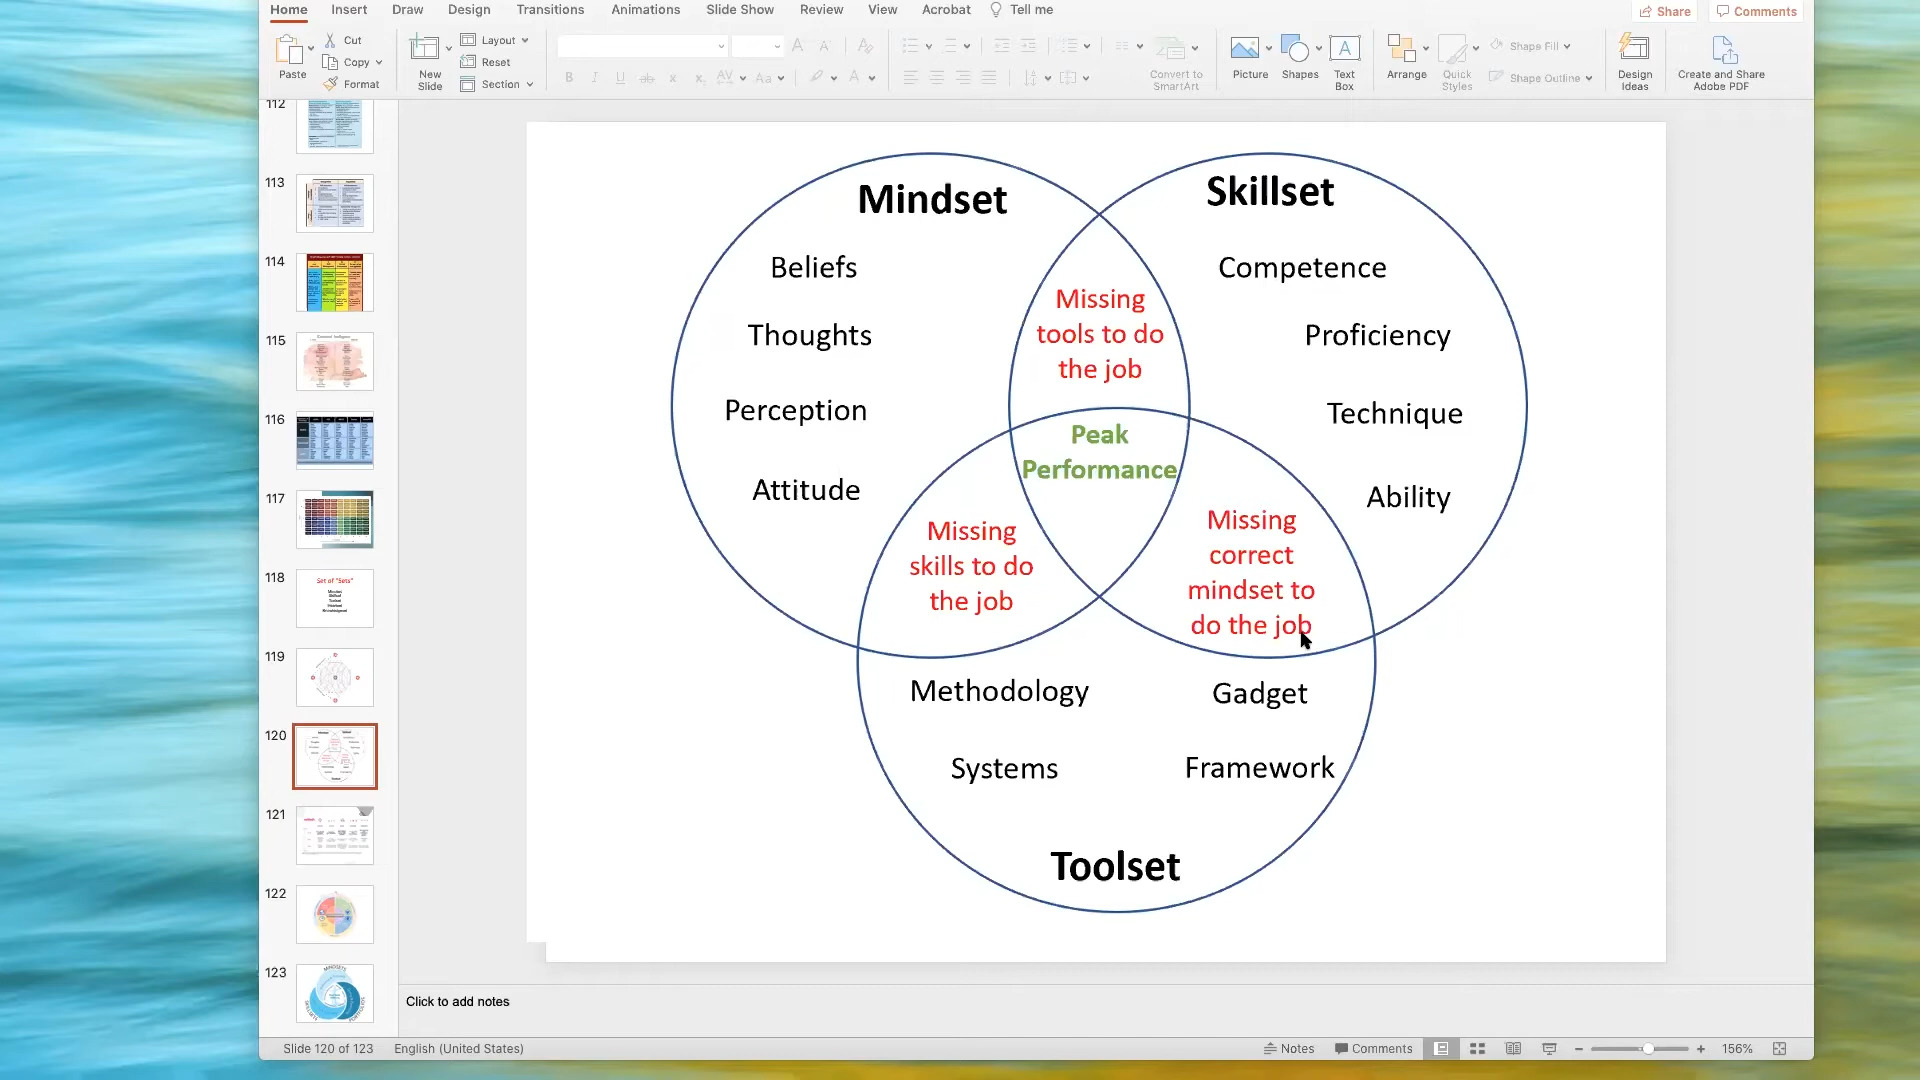 Home Insert Draw Design Transitions Animations Slide Show Review View Acrobat Tell me Share Comments
Paste
Cut
Copy
Format
New Slide
Layout
Reset
Section
Convert to SmartArt
Picture
Shapes
Text Box
Arrange
Quick Styles
Shape Fill
Shape Outline
Design Ideas
Create and Share Adobe PDF
112
113
114
115
116
117
118
Set of "Sets"
119
120
121
122
123
MINDSETS
Mindset
Beliefs
Thoughts
Perception
Attitude
Skillset
Competence
Proficiency
Technique
Ability
Missing
tools to do
the job
Peak
Performance
Missing
skills to do
the job
Missing
correct
mindset to
do the job
Methodology
Gadget
Systems
Framework
Toolset
Click to add notes
Slide 120 of 123 English (United States) Notes Comments 156%